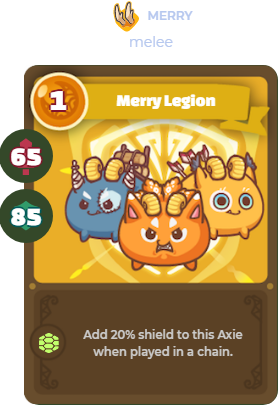 MERRY
melee
1
Merry Legion
65
85
Add 20% shield to this Axie
when played in a chain.